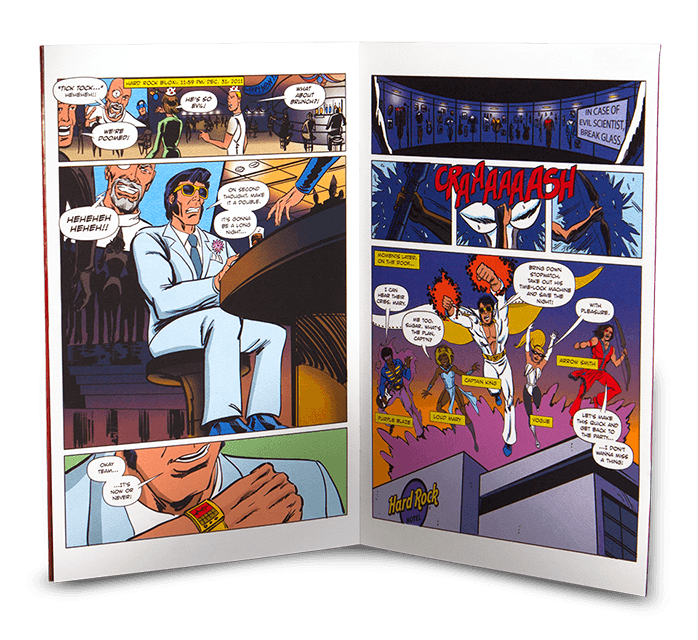 HARD ROCK BILOXI, 11:59 PM, DEC. 31, 2011
*TICK TOCK...*
HEHEHEH!!
WE'RE
DOOMED!
HE'S SO
EVIL!
WHAT
ABOUT
BRUNCH?!
HEHEHEH
HEHEH!!
ON SECOND
THOUGHT, MAKE
IT A DOUBLE.
IT'S GONNA
BE A LONG
NIGHT...
OKAY
TEAM...
...IT'S
NOW OR
NEVER!
IN CASE OF
EVIL SCIENTIST,
BREAK GLASS
CRAAAAAASH
MOMENTS LATER,
ON THE ROOF...
I CAN
HEAR THEIR
CRIES, MARY.
ME TOO,
SUGAR. WHAT'S
THE PLAN,
CAP'N?
BRING DOWN
STOPWATCH,
TAKE OUT HIS
TIME-LOCK MACHINE
AND SAVE THE
NIGHT!
WITH
PLEASURE.
ARROW SMITH
CAPTAIN KING
PURPLE BLAZE
LOUD MARY
VOGUE
LET'S MAKE
THIS QUICK AND
GET BACK TO
THE PARTY...
...I DON'T
WANNA MISS
A THING!
Hard Rock
HOTEL